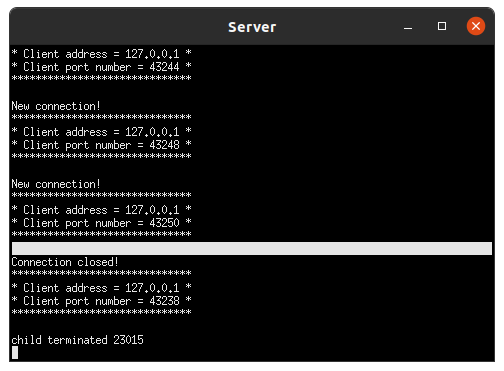 Server
* Client address = 127.0.0.1 *
* Client port number = 43244 *
******************************
New connection!
******************************
* Client address = 127.0.0.1 *
* Client port number = 43248 *
******************************
New connection!
******************************
* Client address = 127.0.0.1 *
* Client port number = 43250 *
******************************
Connection closed!
******************************
* Client address = 127.0.0.1 *
* Client port number = 43238 *
******************************
child terminated 23015